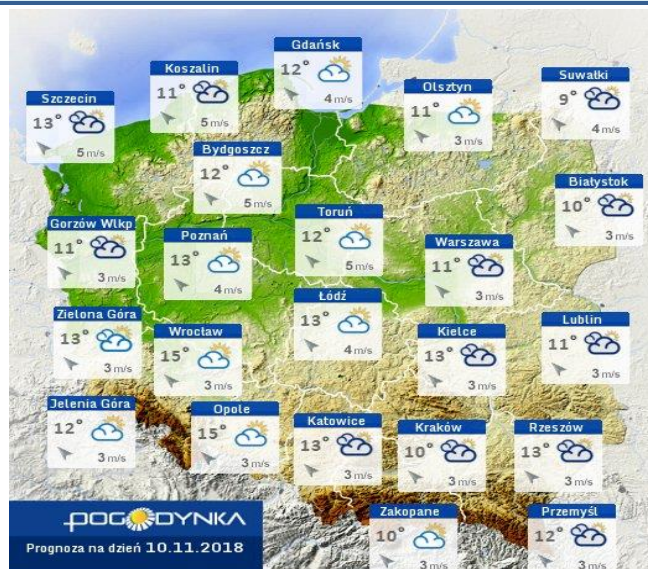 Gdańsk
12° 4 m/s
Koszalin
11° 5 m/s
Suwałki
9° 4 m/s
Olsztyn
11° 3 m/s
Szczecin
13° 5 m/s
Bydgoszcz
12° 5 m/s
Białystok
10° 3 m/s
Toruń
12° 5 m/s
Gorzów Wlkp
11° 3 m/s
Poznań
13° 4 m/s
Warszawa
11° 3 m/s
Łódź
13° 4 m/s
Zielona Góra
13° 3 m/s
Lublin
11° 3 m/s
Wrocław
15° 3 m/s
Kielce
13° 3 m/s
Jelenia Góra
12° 3 m/s
Opole
15° 3 m/s
Katowice
13° 3 m/s
Kraków
10° 3 m/s
Rzeszów
13° 3 m/s
Zakopane
10° 3 m/s
Przemyśl
12° 3 m/s
POGODYNKA
Prognoza na dzień 10.11.2018